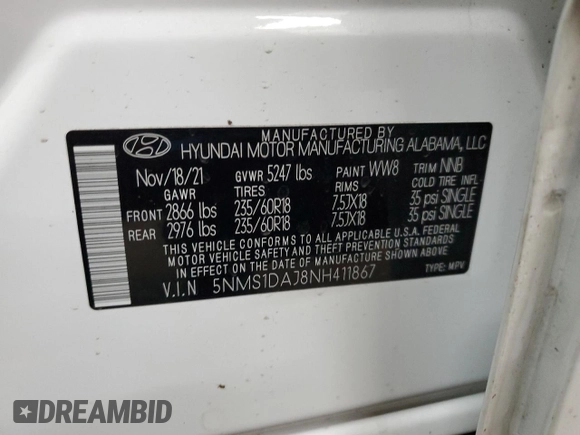 MANUFACTURED BY
HYUNDAI MOTOR MANUFACTURING ALABAMA, LLC
Nov/18/21 GVWR 5247 lbs PAINT WW8 TRIM NNB
GAWR TIRES RIMS COLD TIRE INFL.
FRONT 2866 lbs 235/60R18 7.5JX18 35 psi SINGLE
REAR 2976 lbs 235/60R18 7.5JX18 35 psi SINGLE
THIS VEHICLE CONFORMS TO ALL APPLICABLE U.S.A. FEDERAL
MOTOR VEHICLE SAFETY, BUMPER, AND THEFT PREVENTION STANDARDS
IN EFFECT ON THE DATE OF MANUFACTURE SHOWN ABOVE.
V.I.N 5NMS1DAJ8NH411867 TYPE: MPV
DREAMBID